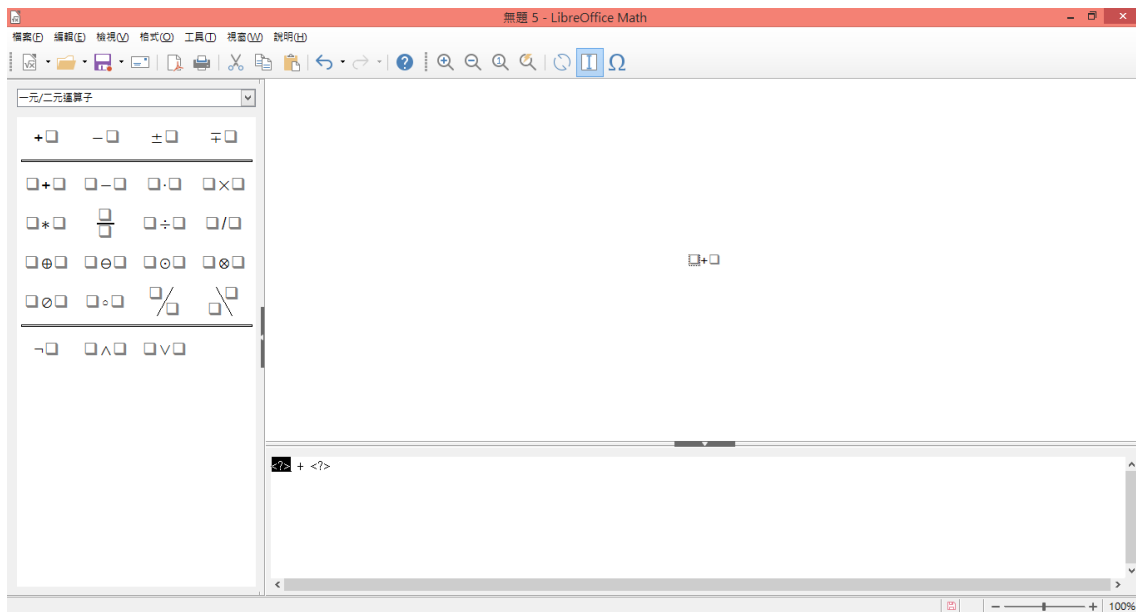 無題 5 - LibreOffice Math
檔案(F) 編輯(E) 檢視(V) 格式(O) 工具(T) 視窗(W) 說明(H)
一元/二元運算子
+□ −□ ±□ ∓□
□+□ □−□ □·□ □×□
□∗□ □/□ □÷□ □/□
□⊕□ □⊖□ □⊙□ □⊗□
□⊘□ □∘□ □/□ □\□
¬□ □∧□ □∨□
□+□
<?> + <?>
100%